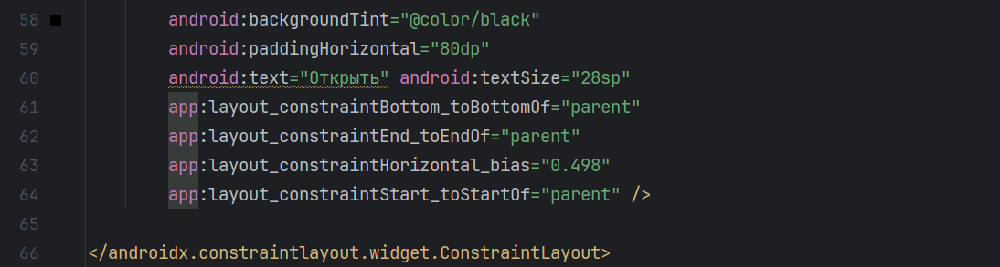 58 android:backgroundTint="@color/black"
59 android:paddingHorizontal="80dp"
60 android:text="Открыть" android:textSize="28sp"
61 app:layout_constraintBottom_toBottomOf="parent"
62 app:layout_constraintEnd_toEndOf="parent"
63 app:layout_constraintHorizontal_bias="0.498"
64 app:layout_constraintStart_toStartOf="parent" />
65
66 </androidx.constraintlayout.widget.ConstraintLayout>